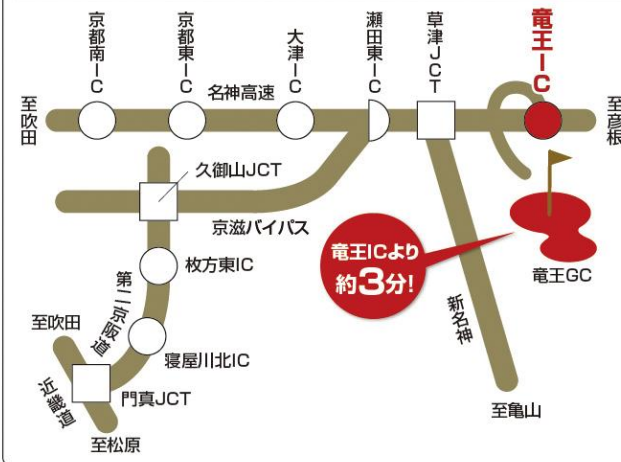 京都南IC
京都東IC
大津IC
瀬田東IC
草津JCT
竜王IC
至吹田
名神高速
至彦根
久御山JCT
京滋バイパス
竜王ICより
約3分!
竜王GC
枚方東IC
第二京阪道
新名神
至吹田
寝屋川北IC
近畿道
門真JCT
至亀山
至松原